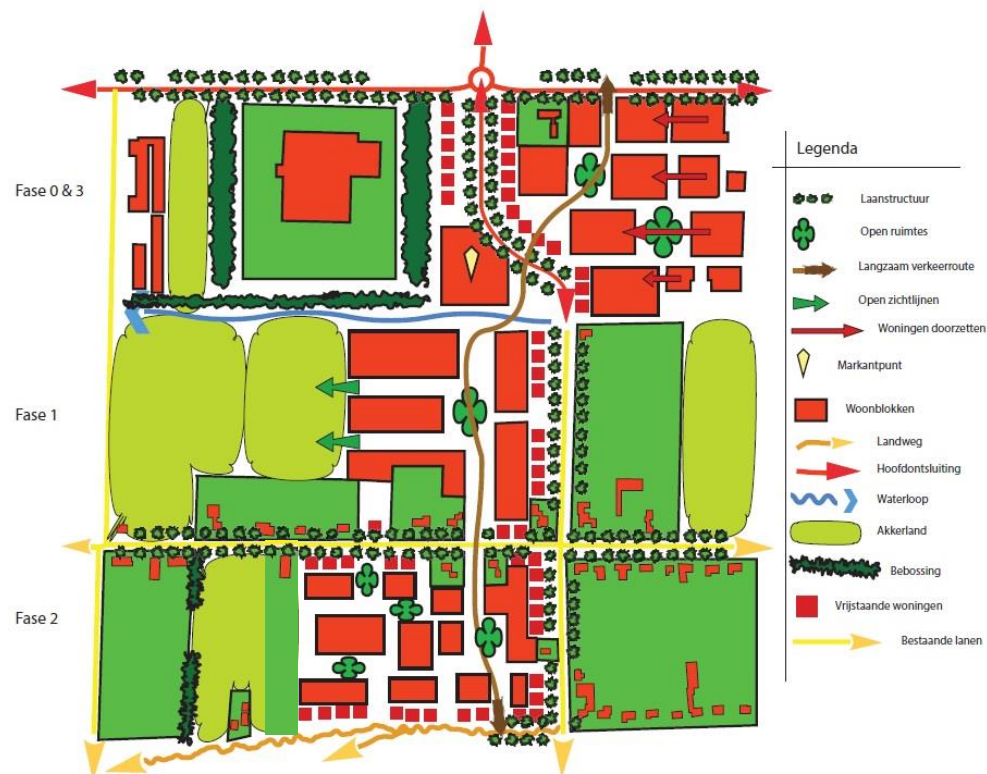 Fase 0 & 3
Fase 1
Fase 2
Legenda
Laanstructuur
Open ruimtes
Langzaam verkeerroute
Open zichtlijnen
Woningen doorzetten
Markantpunt
Woonblokken
Landweg
Hoofdontsluiting
Waterloop
Akkerland
Bebossing
Vrijstaande woningen
Bestaande lanen